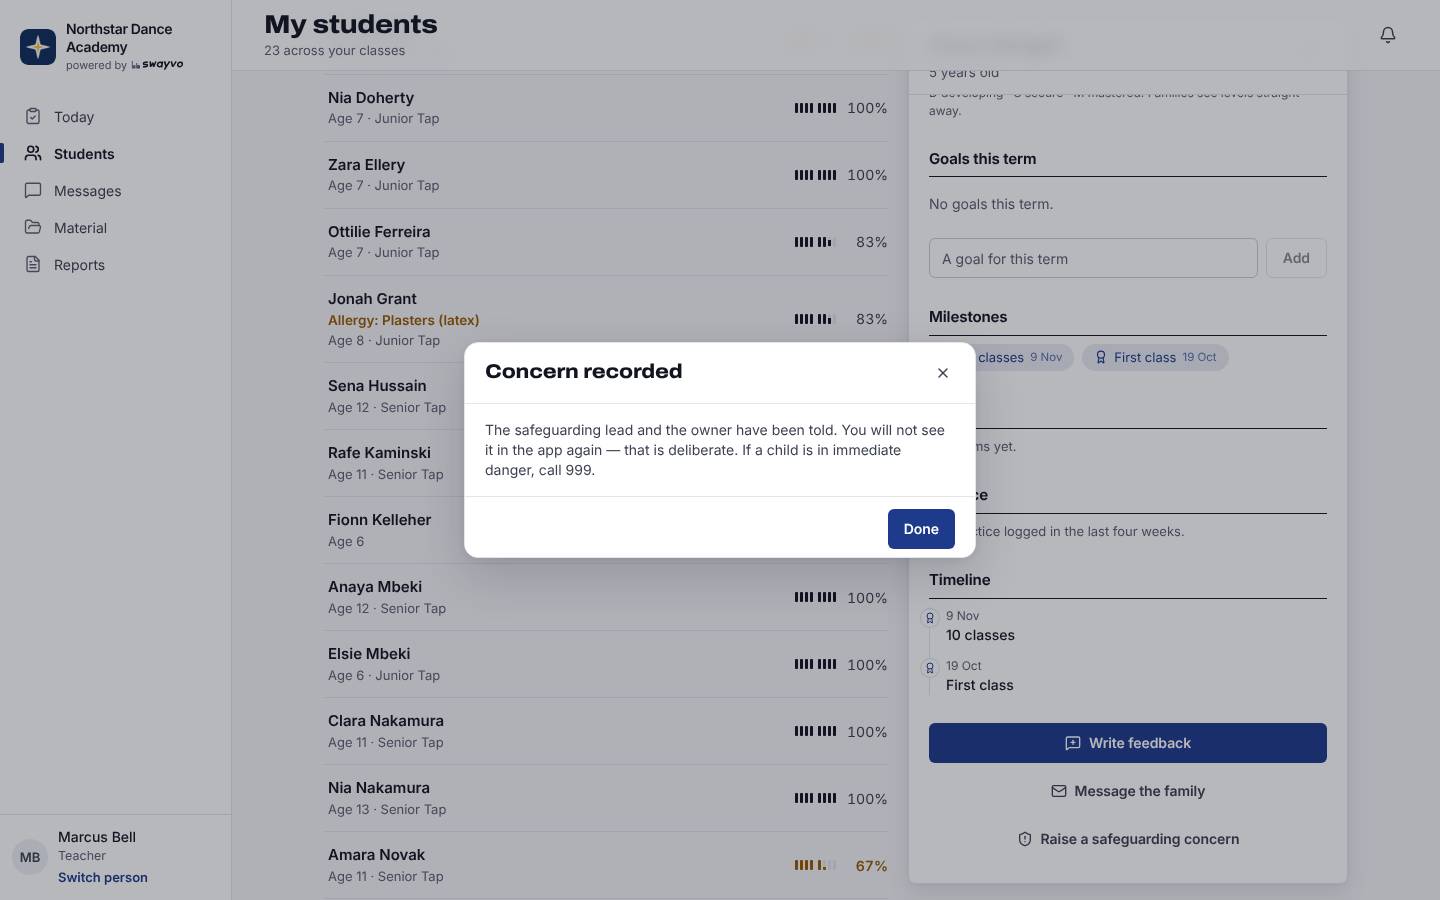 Northstar Dance
Academy
powered by swayvo
Today
Students
Messages
Material
Reports
Marcus Bell
MB
Teacher
Switch person
My students
23 across your classes
Nia Doherty
Age 7 · Junior Tap
100%
Zara Ellery
Age 7 · Junior Tap
100%
Ottilie Ferreira
Age 7 · Junior Tap
83%
Jonah Grant
Allergy: Plasters (latex)
Age 8 · Junior Tap
83%
Sena Hussain
Age 12 · Senior Tap
Rafe Kaminski
Age 11 · Senior Tap
Fionn Kelleher
Age 6
Anaya Mbeki
Age 12 · Senior Tap
100%
Elsie Mbeki
Age 6 · Junior Tap
100%
Clara Nakamura
Age 11 · Senior Tap
100%
Nia Nakamura
Age 13 · Senior Tap
100%
Amara Novak
Age 11 · Senior Tap
67%
Concern recorded
The safeguarding lead and the owner have been told. You will not see
it in the app again — that is deliberate. If a child is in immediate
danger, call 999.
Done
5 years old
away.
Goals this term
No goals this term.
A goal for this term
Add
Milestones
classes 9 Nov
First class 19 Oct
yet.
logged in the last four weeks.
Timeline
9 Nov
10 classes
19 Oct
First class
Write feedback
Message the family
Raise a safeguarding concern